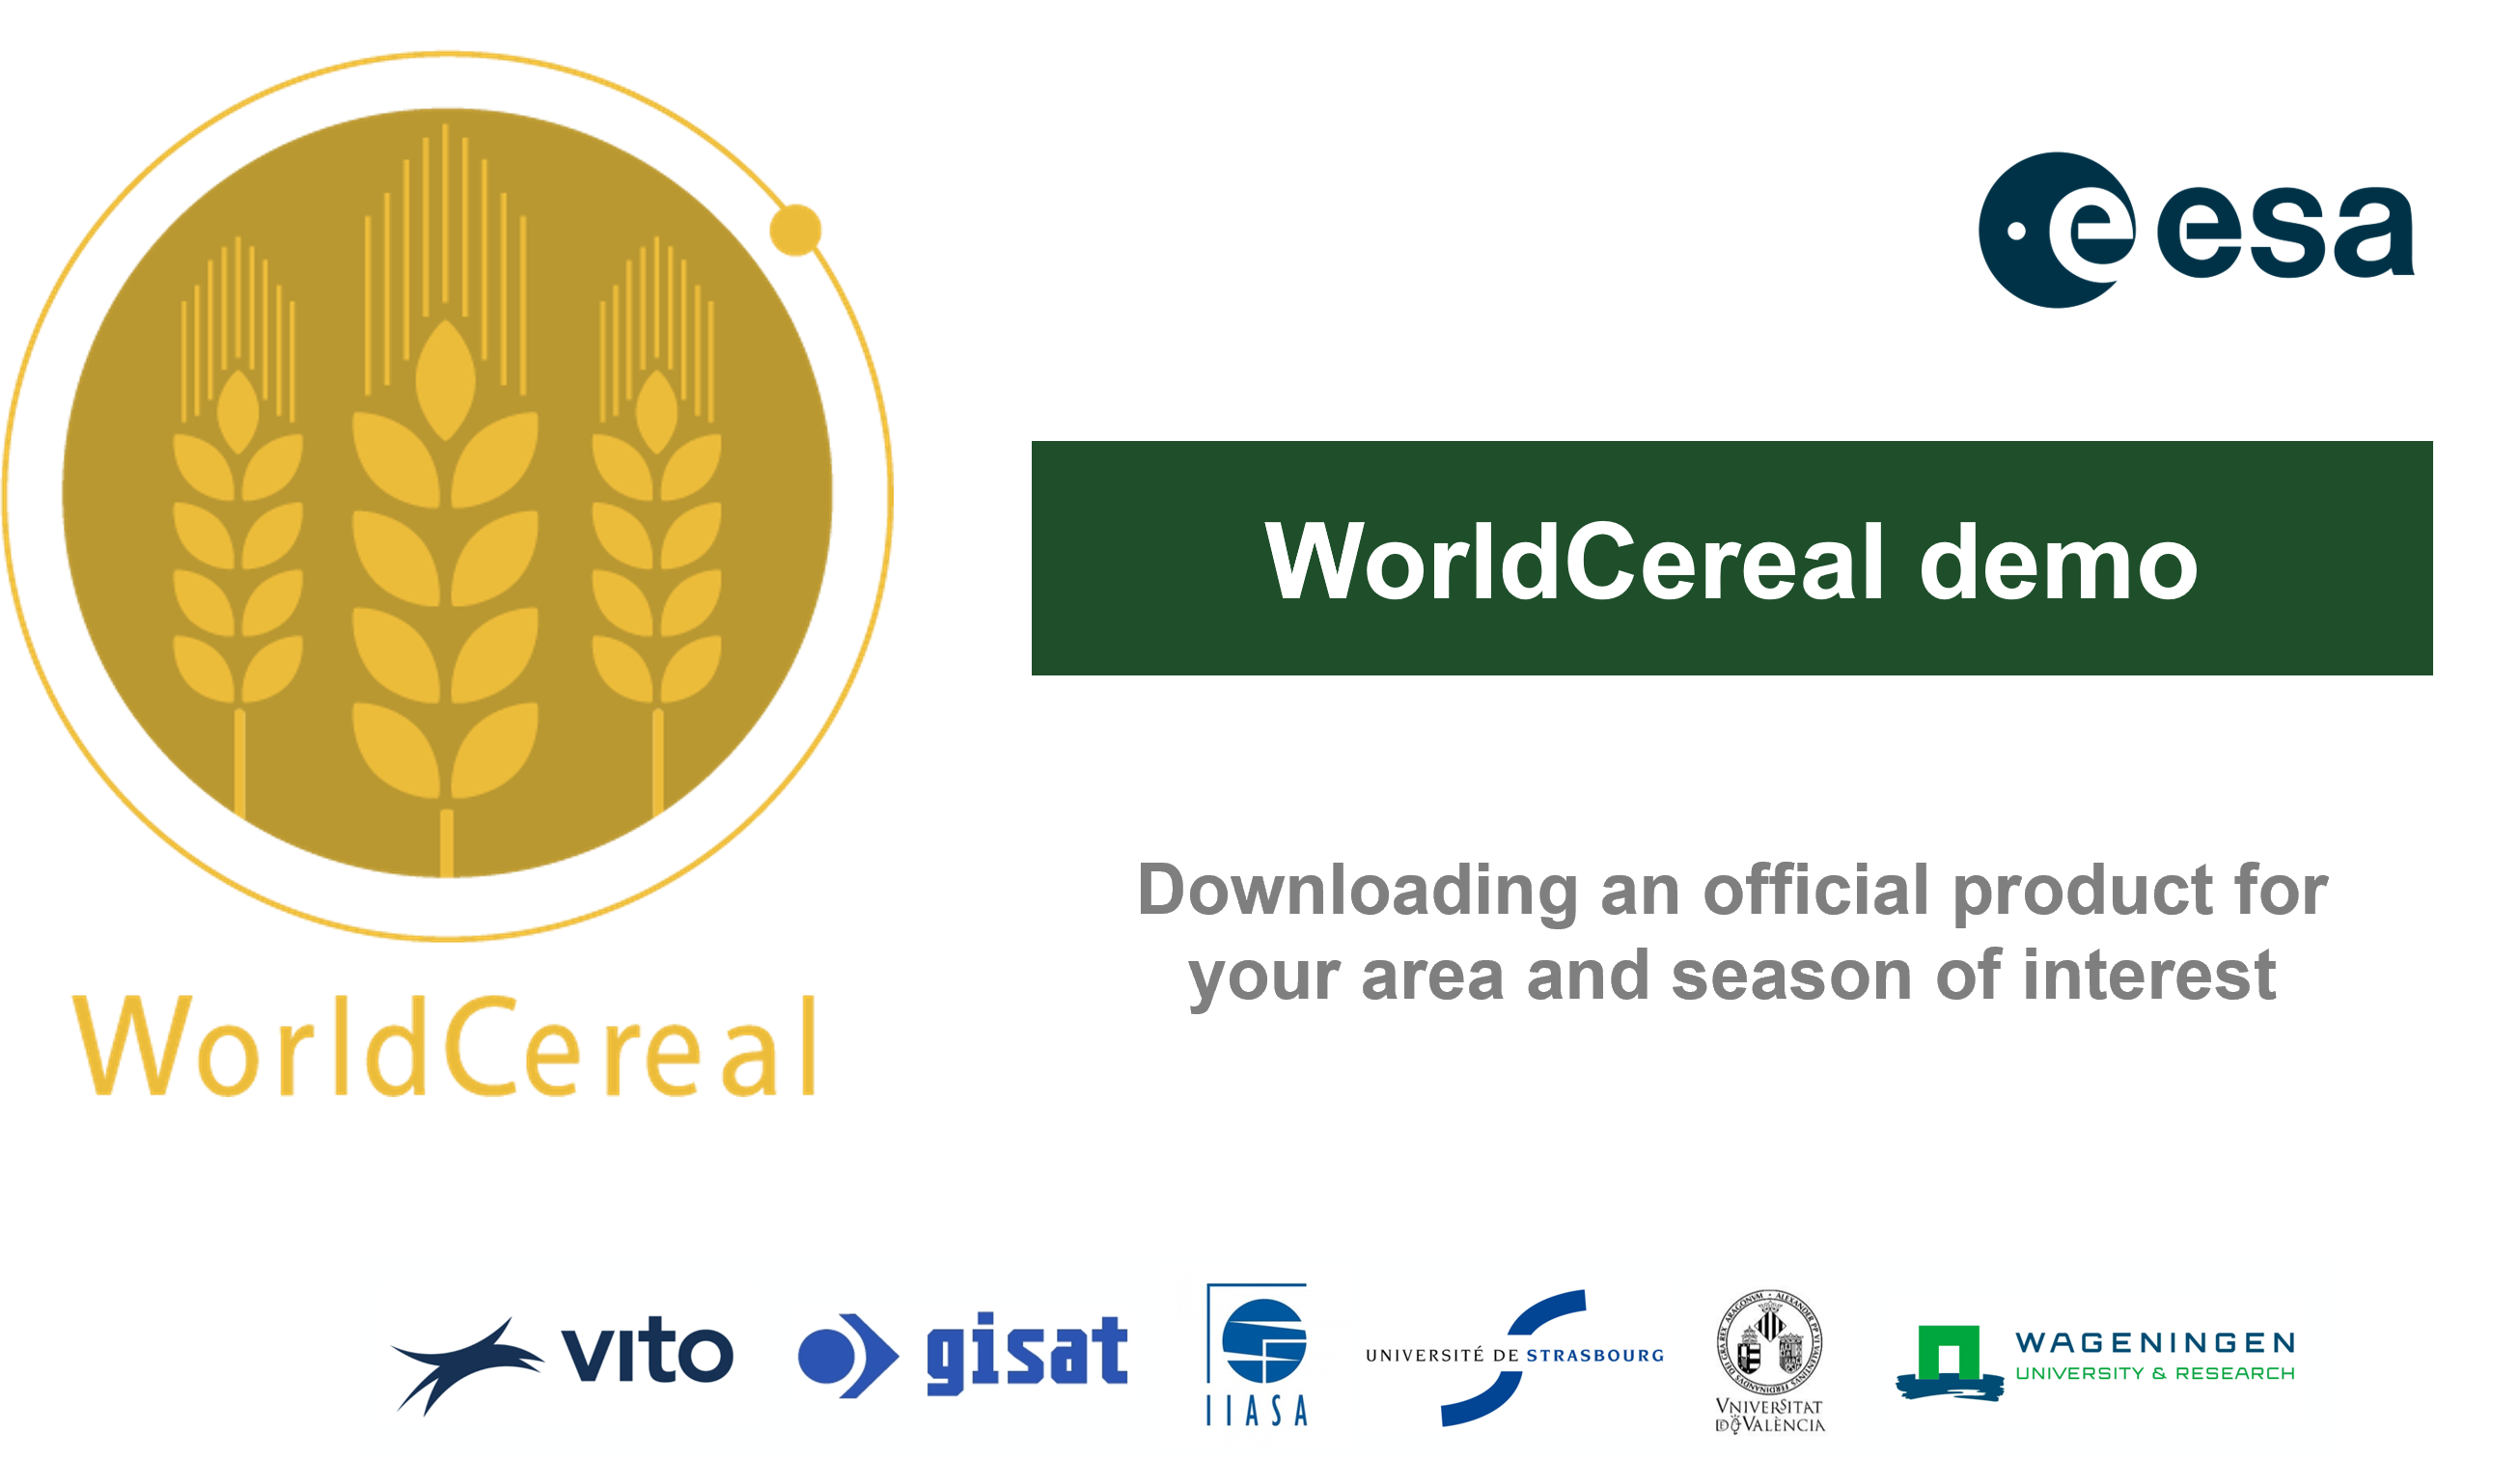 esa
WorldCereal demo
Downloading an official product for
your area and season of interest
WorldCereal
vito
gisat
IIASA
UNIVERSITÉ DE STRASBOURG
VNIVERSITAT
DE VALÈNCIA
WAGENINGEN
UNIVERSITY & RESEARCH